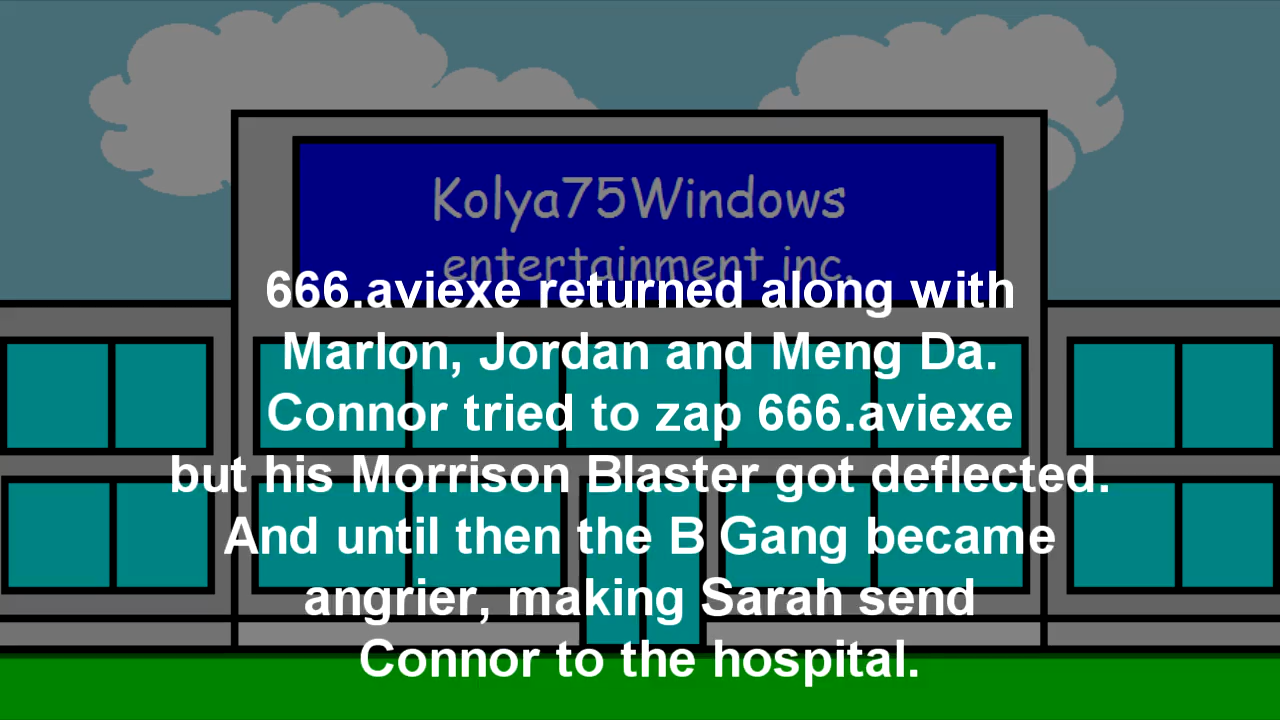 Kolya75Windows
entertainment inc.
666.aviexe returned along with
Marlon, Jordan and Meng Da.
Connor tried to zap 666.aviexe
but his Morrison Blaster got deflected.
And until then the B Gang became
angrier, making Sarah send
Connor to the hospital.